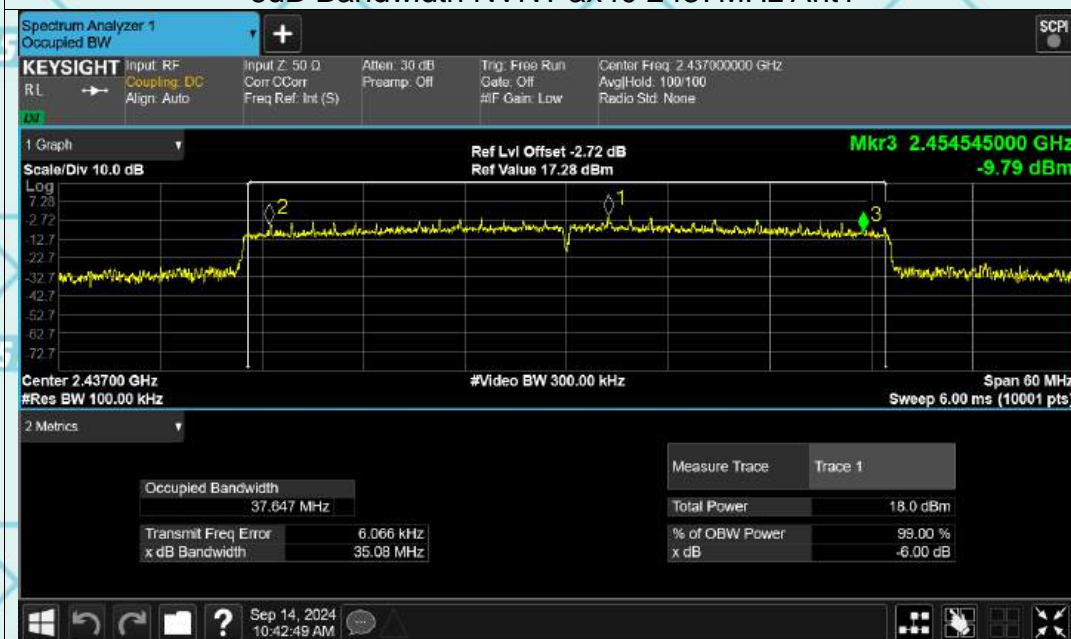 Spectrum Analyzer 1
Occupied BW
+
SCPI
KEYSIGHT
RL
Input: RF
Coupling: DC
Align: Auto
Input Z: 50 Ω
Corr CCorr
Freq Ref: Int (S)
Atten: 30 dB
Preamp: Off
Trig: Free Run
Gate: Off
#IF Gain: Low
Center Freq: 2.437000000 GHz
Avg|Hold: 100/100
Radio Std: None
1 Graph
Scale/Div 10.0 dB
Ref Lvl Offset -2.72 dB
Ref Value 17.28 dBm
Mkr3 2.454545000 GHz
-9.79 dBm
Log
7.28
-2.72
-12.7
-22.7
-32.7
-42.7
-52.7
-62.7
-72.7
2
1
3
Center 2.43700 GHz
#Res BW 100.00 kHz
#Video BW 300.00 kHz
Span 60 MHz
Sweep 6.00 ms (10001 pts)
2 Metrics
Occupied Bandwidth
37.647 MHz
Transmit Freq Error 6.066 kHz
x dB Bandwidth 35.08 MHz
Measure Trace Trace 1
Total Power 18.0 dBm
% of OBW Power 99.00 %
x dB -6.00 dB
?
Sep 14, 2024
10:42:49 AM